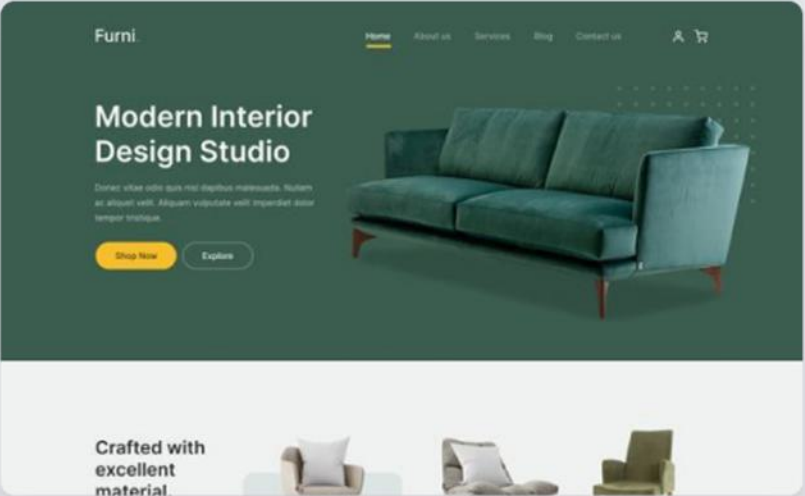 Furni.
Home About us Services Blog Contact us
Modern Interior
Design Studio
Donec vitae odio quis nisl dapibus malesuada. Nullam
ac aliquet velit. Aliquam vulputate velit imperdiet dolor
tempor tristique.
Shop Now Explore
Crafted with
excellent
material.